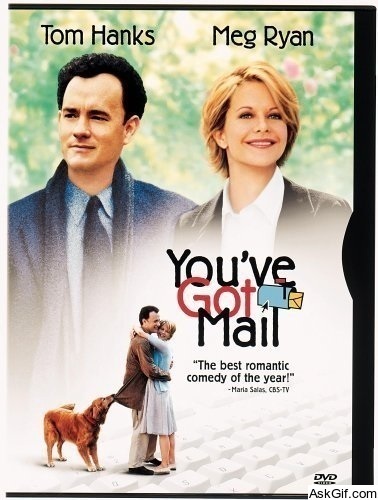 Tom Hanks Meg Ryan
You've
Got
Mail
"The best romantic
comedy of the year!"
- Maria Salas, CBS-TV
DVD
VIDEO
AskGif.com